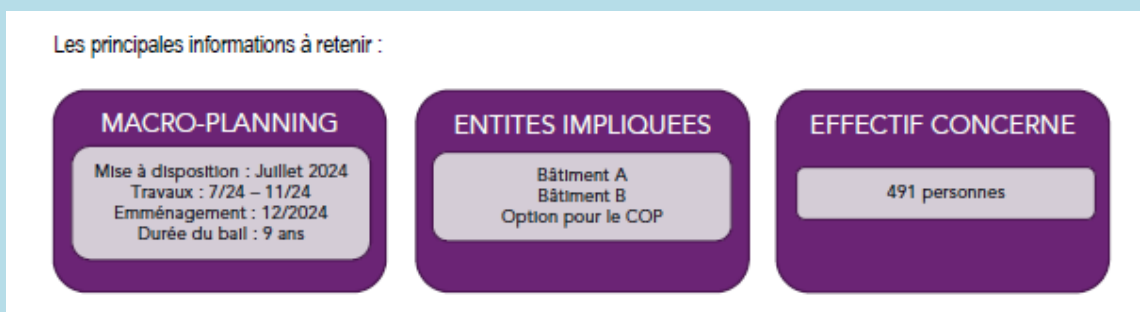 Les principales informations à retenir :
MACRO-PLANNING
Mise à disposition : Juillet 2024
Travaux : 7/24 – 11/24
Emménagement : 12/2024
Durée du bail : 9 ans
ENTITES IMPLIQUEES
Bâtiment A
Bâtiment B
Option pour le COP
EFFECTIF CONCERNE
491 personnes